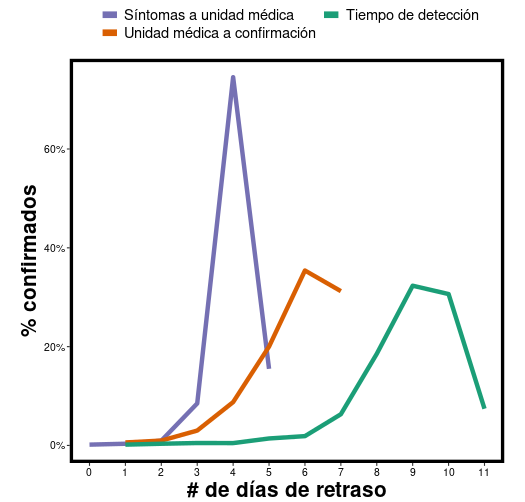 Síntomas a unidad médica Tiempo de detección
Unidad médica a confirmación
60%
40%
20%
0%
% confirmados
0 1 2 3 4 5 6 7 8 9 10 11
# de días de retraso